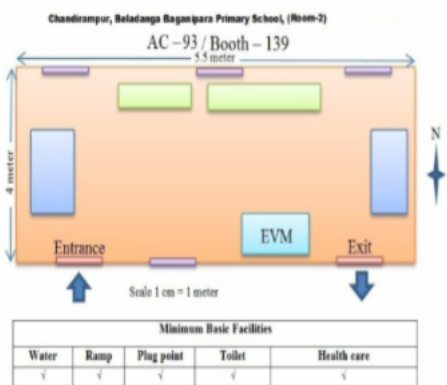 Chandirampur, Beladanga Baganipara Primary School, (Room-2)
AC –93 / Booth – 139
5.5 meter
4 meter
N
EVM
Entrance
Exit
Scale 1 cm = 1 meter
Minimum Basic Facilities
Water Ramp Plug point Toilet Health care
√ √ √ √ √